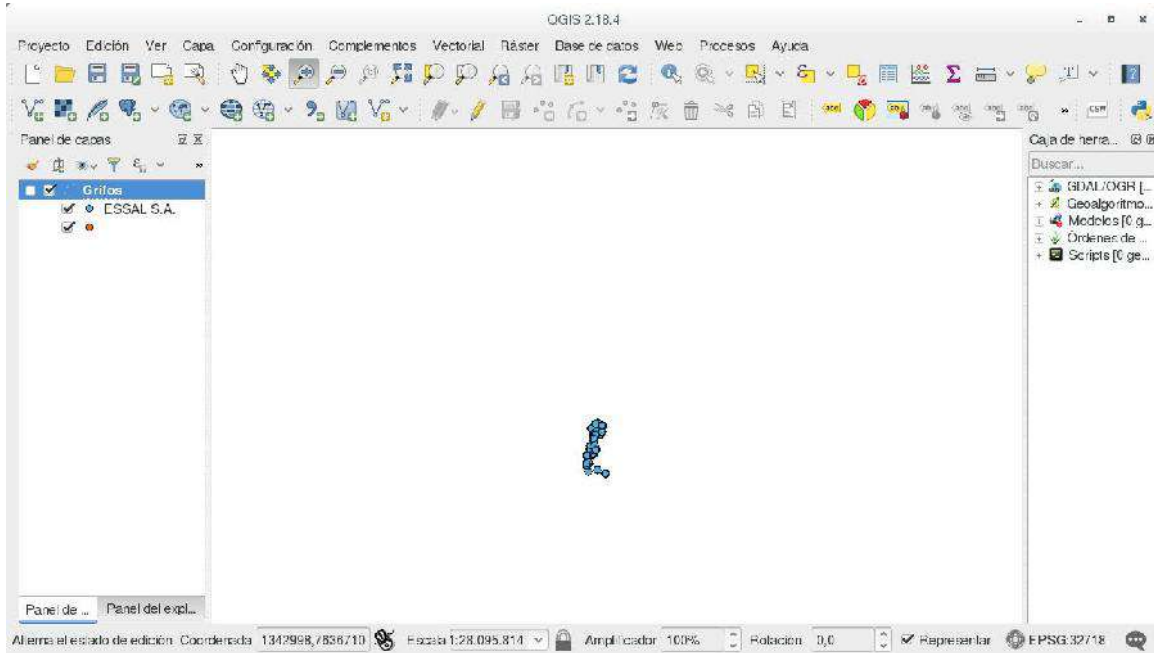 QGIS 2.18.4
Proyecto Edición Ver Capa Configuración Complementos Vectorial Ráster Base de datos Web Procesos Ayuda
Panel de capas
Caja de herra...
Buscar...
Grifos
ESSAL S.A.
GDAL/OGR [...
Geoalgoritmo...
Modelos [0 g...
Órdenes de ...
Scripts [0 ge...
Panel de ... Panel del expl...
Alterna el estado de edición Coordenada 1342998,7636710 Escala 1:28.095.814 Amplificador 100% Rotación 0,0 Representar EPSG:32718